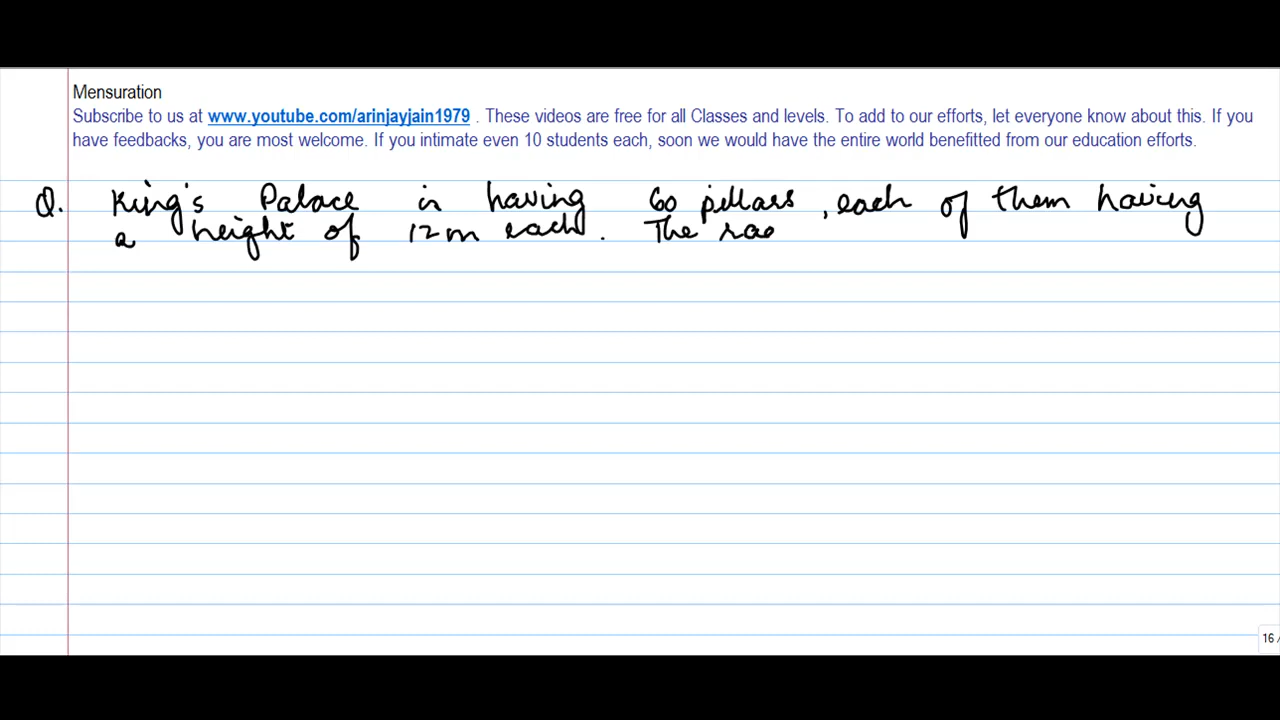 Mensuration
Subscribe to us at www.youtube.com/arinjayjain1979 . These videos are free for all Classes and levels. To add to our efforts, let everyone know about this. If you
have feedbacks, you are most welcome. If you intimate even 10 students each, soon we would have the entire world benefitted from our education efforts.
Q. King's Palace is having 60 pillars, each of them having
a height of 12m each. The rao
16/